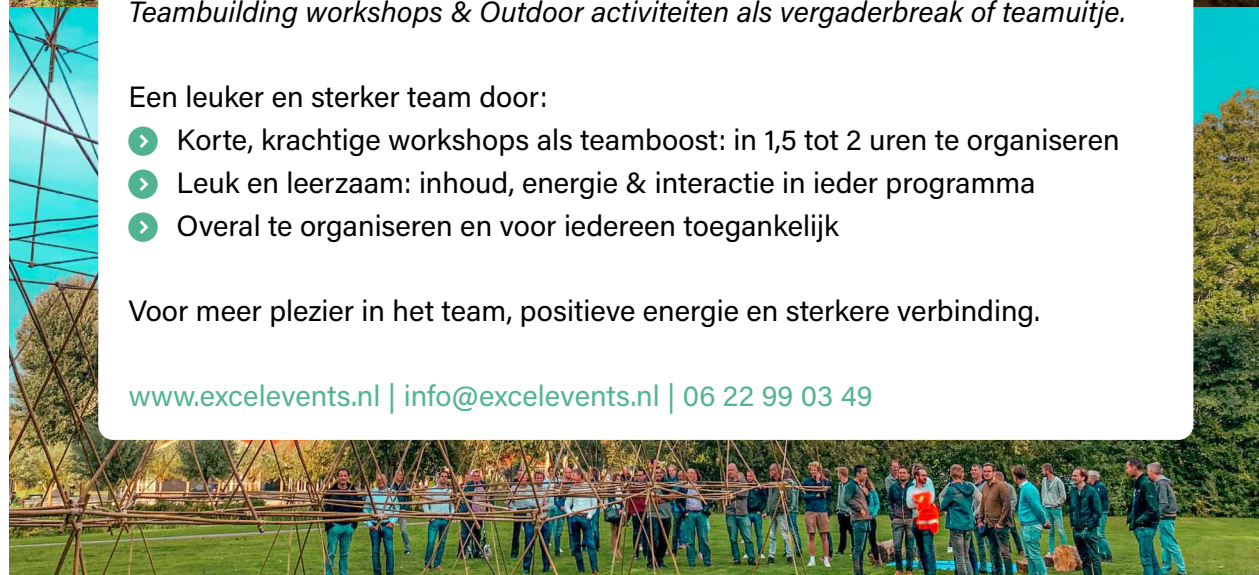 Teambuilding workshops & Outdoor activiteiten als vergaderbreak of teamuitje.
Een leuker en sterker team door:
Korte, krachtige workshops als teamboost: in 1,5 tot 2 uren te organiseren
Leuk en leerzaam: inhoud, energie & interactie in ieder programma
Overal te organiseren en voor iedereen toegankelijk
Voor meer plezier in het team, positieve energie en sterkere verbinding.
www.excelevents.nl | info@excelevents.nl | 06 22 99 03 49